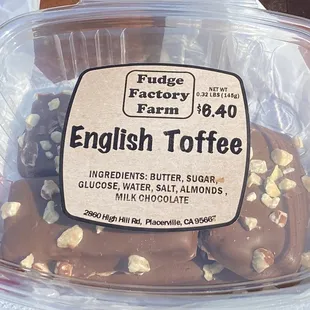 Fudge
Factory
Farm
NET WT
0.32 LBS (145g)
$6.40
English Toffee
INGREDIENTS: BUTTER, SUGAR,
GLUCOSE, WATER, SALT, ALMONDS,
MILK CHOCOLATE
2860 High Hill Rd, Placerville, CA 95667